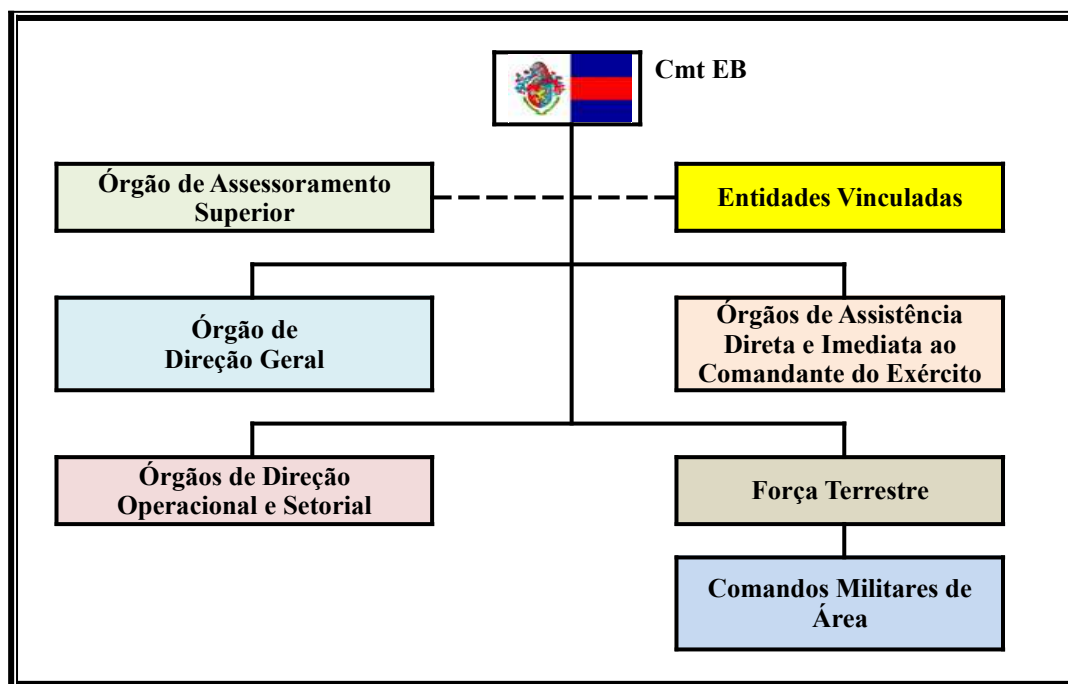 Cmt EB
Órgão de Assessoramento
Superior
Entidades Vinculadas
Órgão de
Direção Geral
Órgãos de Assistência
Direta e Imediata ao
Comandante do Exército
Órgãos de Direção
Operacional e Setorial
Força Terrestre
Comandos Militares de
Área